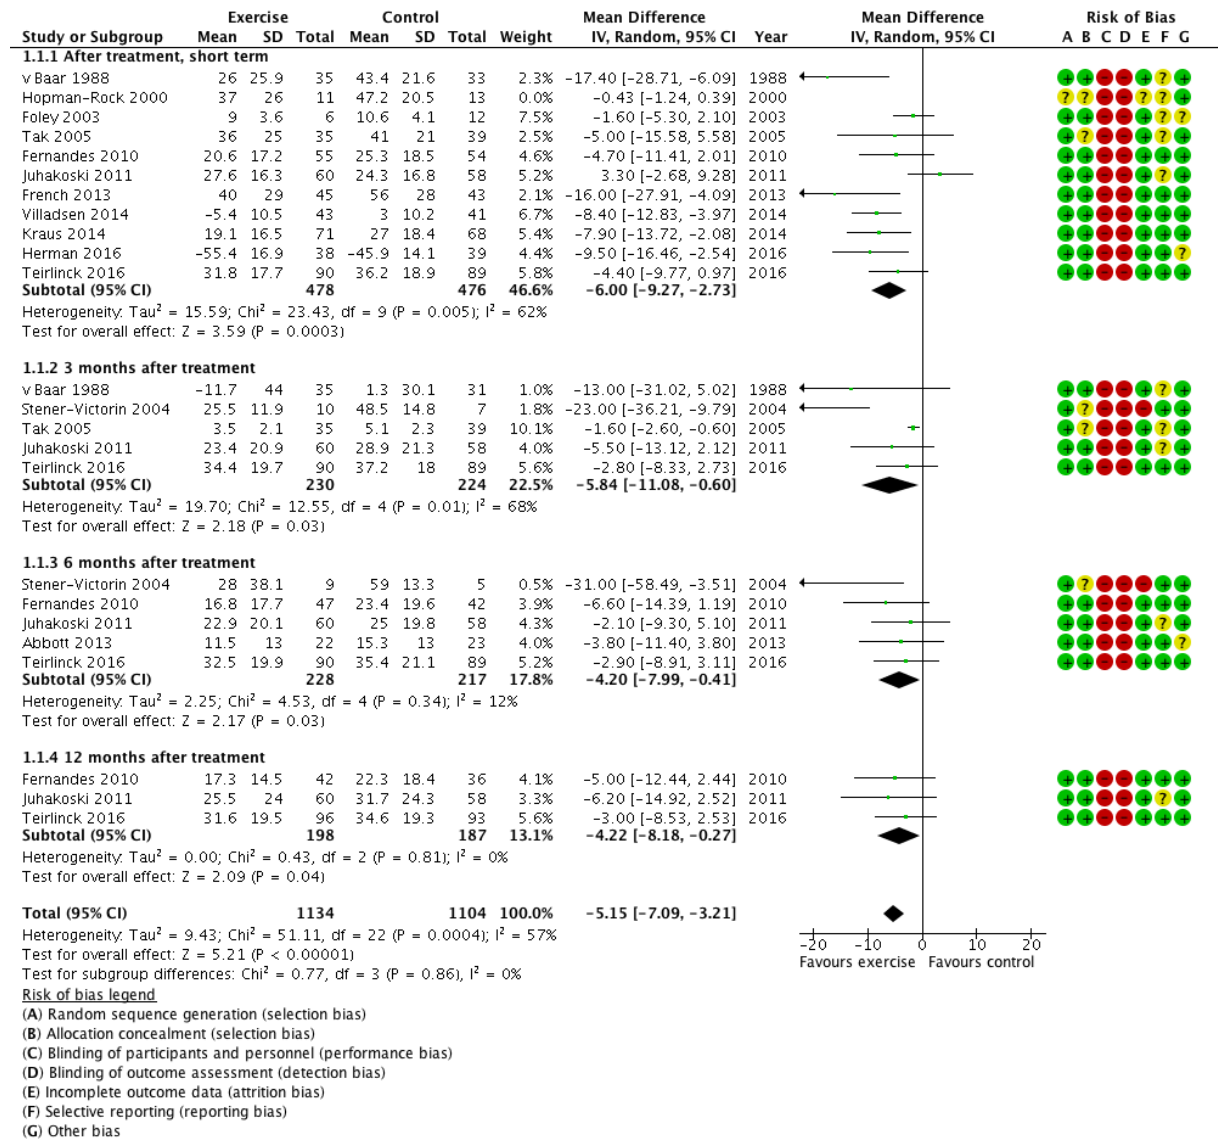 Exercise Control Mean Difference Mean Difference Risk of Bias
Study or Subgroup Mean SD Total Mean SD Total Weight IV, Random, 95% CI Year IV, Random, 95% CI A B C D E F G
1.1.1 After treatment, short term
v Baar 1988 26 25.9 35 43.4 21.6 33 2.3% -17.40 [-28.71, -6.09] 1988 + + - - + ? +
Hopman-Rock 2000 37 26 11 47.2 20.5 13 0.0% -0.43 [-1.24, 0.39] 2000 ? ? - - ? ? +
Foley 2003 9 3.6 6 10.6 4.1 12 7.5% -1.60 [-5.30, 2.10] 2003 + + - - + ? ?
Tak 2005 36 25 35 41 21 39 2.5% -5.00 [-15.58, 5.58] 2005 + ? - - + ? +
Fernandes 2010 20.6 17.2 55 25.3 18.5 54 4.6% -4.70 [-11.41, 2.01] 2010 + + - - + + +
Juhakoski 2011 27.6 16.3 60 24.3 16.8 58 5.3% 3.30 [-2.68, 9.28] 2011 + + - - + ? +
French 2013 40 29 45 56 28 43 2.1% -16.00 [-27.91, -4.09] 2013 + + - - + + +
Villadsen 2014 -5.4 10.5 43 3 10.2 41 6.7% -8.40 [-12.83, -3.97] 2014 + + - - + + +
Kraus 2014 19.1 16.5 71 27 18.4 68 5.4% -7.90 [-13.72, -2.08] 2014 + + - - + + +
Herman 2016 -55.4 16.9 38 -45.9 14.1 39 4.4% -9.50 [-16.46, -2.54] 2016 + + - - + + ?
Teirlinck 2016 31.8 17.7 90 36.2 18.9 89 5.8% -4.40 [-9.77, 0.97] 2016 + + - - + + +
Subtotal (95% CI) 478 476 46.6% -6.00 [-9.27, -2.73]
Heterogeneity: Tau² = 15.59; Chi² = 23.43, df = 9 (P = 0.005); I² = 62%
Test for overall effect: Z = 3.59 (P = 0.0003)
1.1.2 3 months after treatment
v Baar 1988 -11.7 44 35 1.3 30.1 31 1.0% -13.00 [-31.02, 5.02] 1988 + + - - + ? +
Stener-Victorin 2004 25.5 11.9 10 48.5 14.8 7 1.8% -23.00 [-36.21, -9.79] 2004 + ? - - - + +
Tak 2005 3.5 2.1 35 5.1 2.3 39 10.1% -1.60 [-2.60, -0.60] 2005 + ? - - + ? +
Juhakoski 2011 23.4 20.9 60 28.9 21.3 58 4.0% -5.50 [-13.12, 2.12] 2011 + + - - + ? +
Teirlinck 2016 34.4 19.7 90 37.2 18 89 5.6% -2.80 [-8.33, 2.73] 2016 + + - - + + +
Subtotal (95% CI) 230 224 22.5% -5.84 [-11.08, -0.60]
Heterogeneity: Tau² = 19.70; Chi² = 12.55, df = 4 (P = 0.01); I² = 68%
Test for overall effect: Z = 2.18 (P = 0.03)
1.1.3 6 months after treatment
Stener-Victorin 2004 28 38.1 9 59 13.3 5 0.5% -31.00 [-58.49, -3.51] 2004 + ? - - - + +
Fernandes 2010 16.8 17.7 47 23.4 19.6 42 3.9% -6.60 [-14.39, 1.19] 2010 + + - - + + +
Juhakoski 2011 22.9 20.1 60 25 19.8 58 4.3% -2.10 [-9.30, 5.10] 2011 + + - - + ? +
Abbott 2013 11.5 13 22 15.3 13 23 4.0% -3.80 [-11.40, 3.80] 2013 + + - - + + ?
Teirlinck 2016 32.5 19.9 90 35.4 21.1 89 5.2% -2.90 [-8.91, 3.11] 2016 + + - - + + +
Subtotal (95% CI) 228 217 17.8% -4.20 [-7.99, -0.41]
Heterogeneity: Tau² = 2.25; Chi² = 4.53, df = 4 (P = 0.34); I² = 12%
Test for overall effect: Z = 2.17 (P = 0.03)
1.1.4 12 months after treatment
Fernandes 2010 17.3 14.5 42 22.3 18.4 36 4.1% -5.00 [-12.44, 2.44] 2010 + + - - + + +
Juhakoski 2011 25.5 24 60 31.7 24.3 58 3.3% -6.20 [-14.92, 2.52] 2011 + + - - + ? +
Teirlinck 2016 31.6 19.5 96 34.6 19.3 93 5.6% -3.00 [-8.53, 2.53] 2016 + + - - + + +
Subtotal (95% CI) 198 187 13.1% -4.22 [-8.18, -0.27]
Heterogeneity: Tau² = 0.00; Chi² = 0.43, df = 2 (P = 0.81); I² = 0%
Test for overall effect: Z = 2.09 (P = 0.04)
Total (95% CI) 1134 1104 100.0% -5.15 [-7.09, -3.21]
Heterogeneity: Tau² = 9.43; Chi² = 51.11, df = 22 (P = 0.0004); I² = 57%
Test for overall effect: Z = 5.21 (P < 0.00001)
Test for subgroup differences: Chi² = 0.77, df = 3 (P = 0.86), I² = 0%
-20 -10 0 10 20
Favours exercise Favours control
Risk of bias legend
(A) Random sequence generation (selection bias)
(B) Allocation concealment (selection bias)
(C) Blinding of participants and personnel (performance bias)
(D) Blinding of outcome assessment (detection bias)
(E) Incomplete outcome data (attrition bias)
(F) Selective reporting (reporting bias)
(G) Other bias